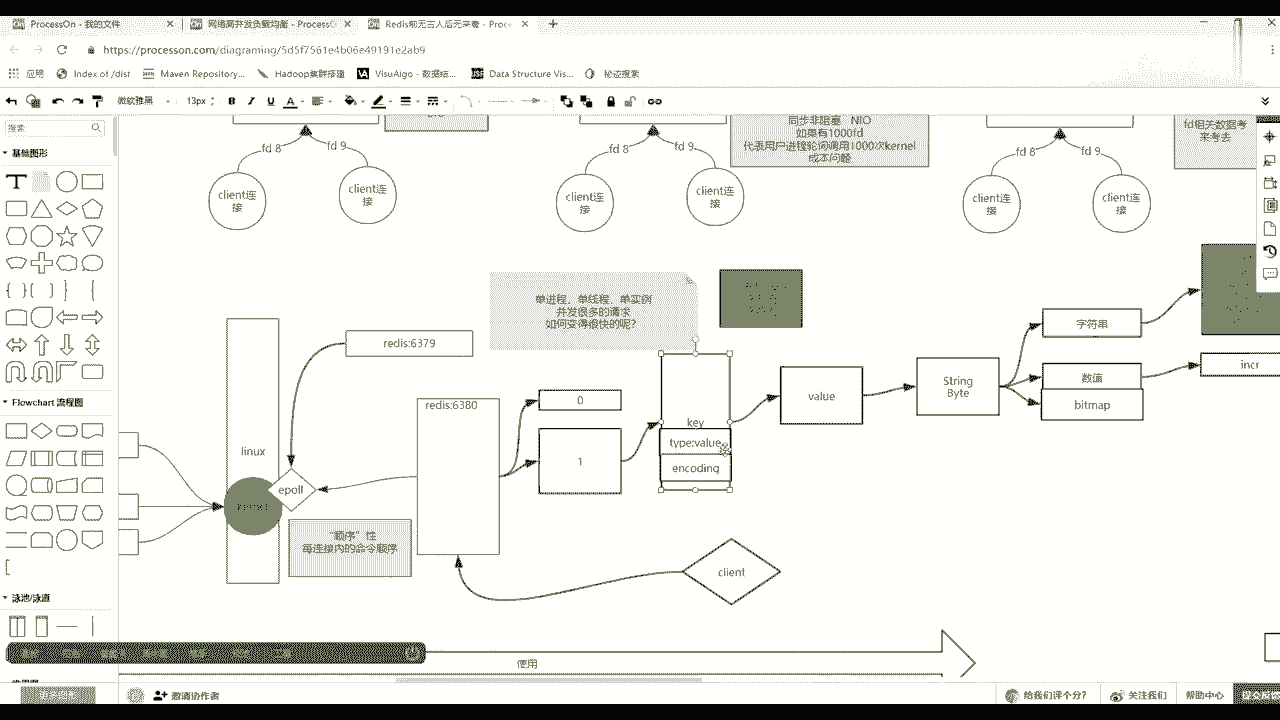 ProcessOn - 我的文件
网络高并发负载均衡 - ProcessO
Redis前无古人后无来者 - Proce
https://processon.com/diagraming/5d5f7561e4b06e49191e2ab9
应用
Index of /dist
Maven Repository...
Hadoop集群搭建
VisuAlgo - 数据结...
Data Structure Vis...
秘迹搜索
微软雅黑
13px
B I U A
搜索
基础图形
Flowchart 流程图
泳池/泳道
fd 8
fd 9
client连接
client连接
fd 8
fd 9
client连接
client连接
同步非阻塞 NIO
如果有1000fd
代表用户进程轮询调用1000次kernel
成本问题
fd 8
fd 9
client连接
client连接
fd相关数据考
来考去
单进程，单线程，单实例
并发很多的请求
如何变得很快的呢？
redis:6379
redis:6380
linux
epoll
"顺序"性
每连接内的命令顺序
0
1
key
type:value
encoding
value
String
Byte
字符串
数值
bitmap
incr
client
使用
邀请协作者
给我们评个分？
关注我们
帮助中心